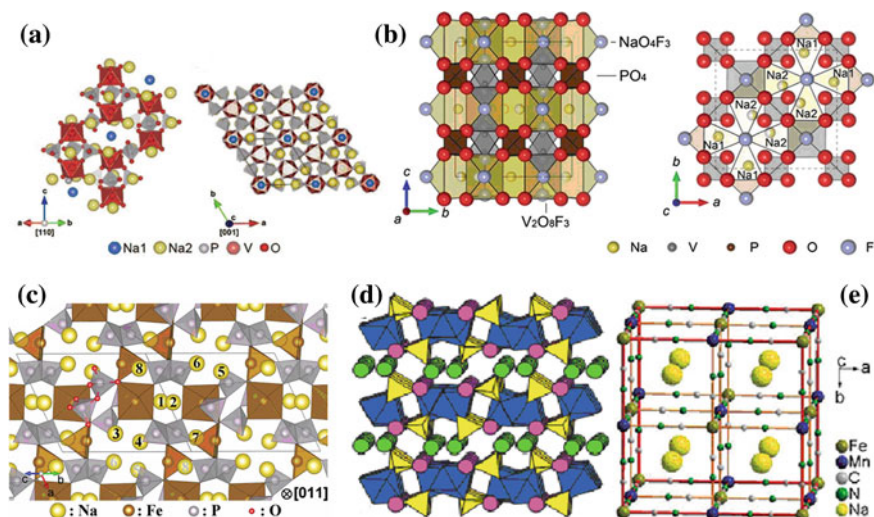 (a)
c
a
b
[110]
b
c
a
[001]
Na1 Na2 P V O
(b)
NaO4F3
PO4
c
a
b
V2O8F3
Na1
Na2
Na1
Na2
Na1
Na2
Na2
Na1
b
c
a
Na V P O F
(c)
8
6
5
1
2
3
4
7
c
b
a
⊗[011]
: Na : Fe : P : O
(d)
(e)
c
a
b
Fe
Mn
C
N
Na